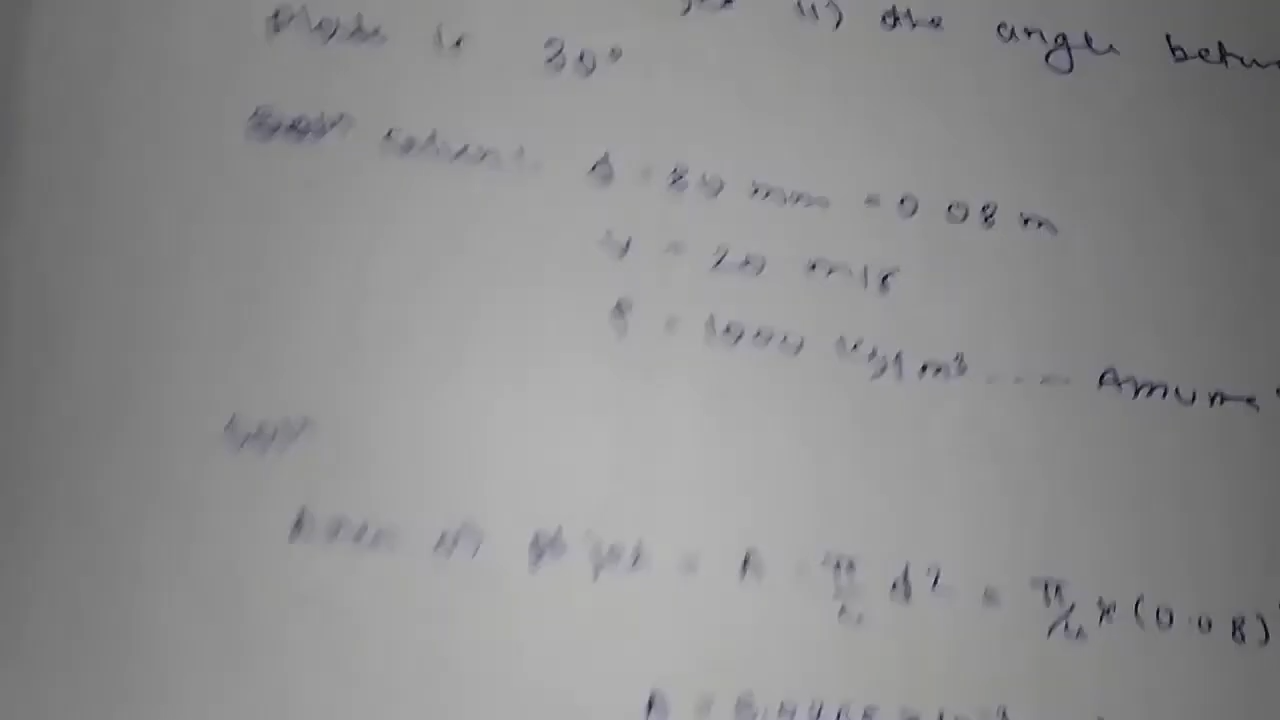 jet ii) the angle betw
Plate is 30°
Solution: d = 80 mm = 0.08 m
V = 20 m/s
ρ = 1000 kg/m³ ... Assume
Area of jet = A = π/4 d² = π/4 x (0.08)
A =